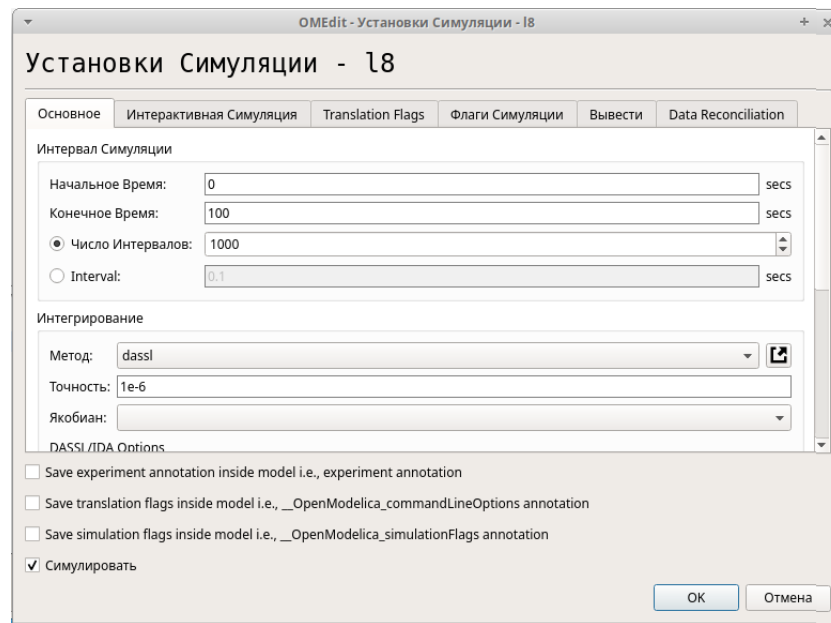 OMEdit - Установки Симуляции - l8
Установки Симуляции - l8
Основное Интерактивная Симуляция Translation Flags Флаги Симуляции Вывести Data Reconciliation
Интервал Симуляции
Начальное Время: 0 secs
Конечное Время: 100 secs
Число Интервалов: 1000
Interval: 0.1 secs
Интегрирование
Метод: dassl
Точность: 1e-6
Якобиан:
DASSL/IDA Options
Save experiment annotation inside model i.e., experiment annotation
Save translation flags inside model i.e., __OpenModelica_commandLineOptions annotation
Save simulation flags inside model i.e., __OpenModelica_simulationFlags annotation
Симулировать
OK Отмена